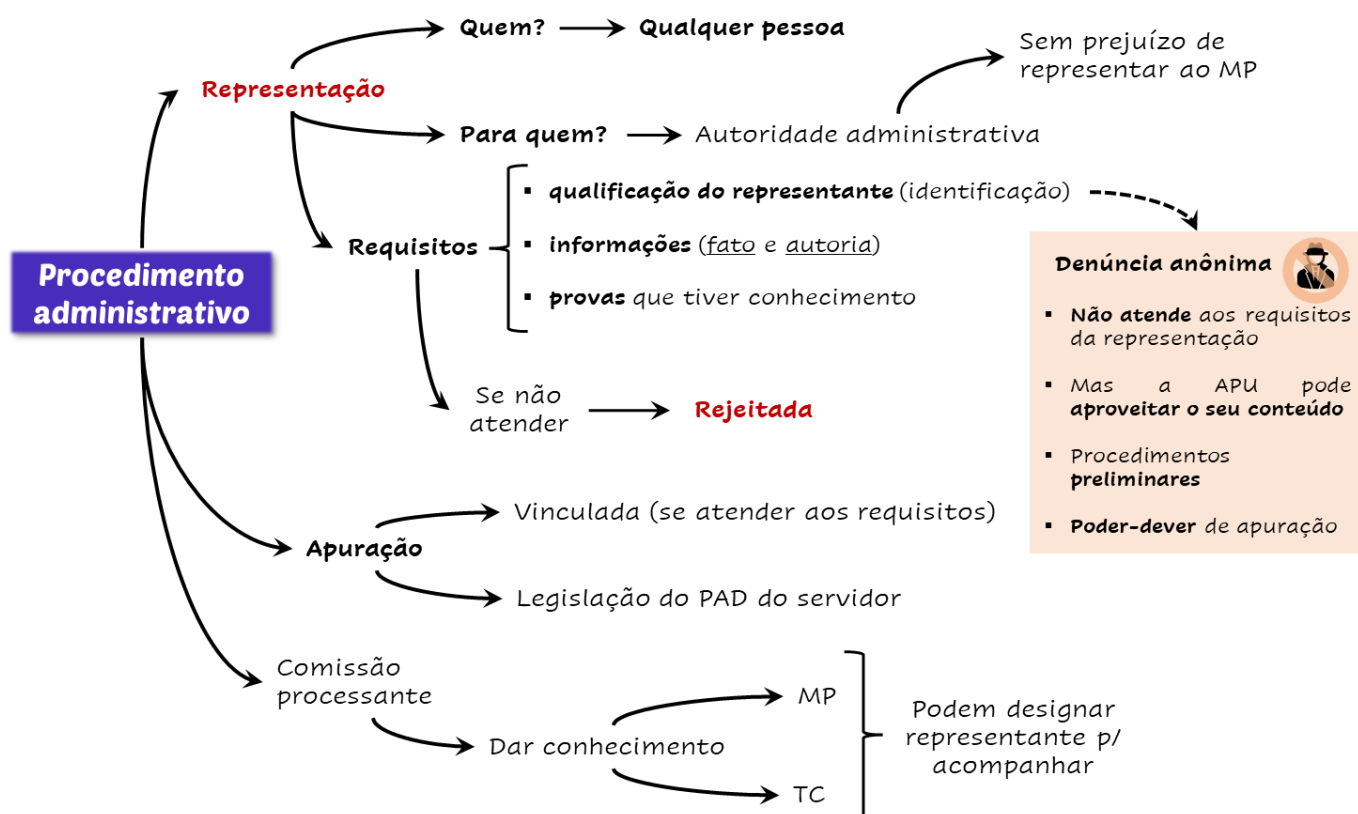 Procedimento
administrativo
Representação
Quem?
Qualquer pessoa
Para quem?
Autoridade administrativa
Sem prejuízo de
representar ao MP
Requisitos
▪ qualificação do representante (identificação)
▪ informações (fato e autoria)
▪ provas que tiver conhecimento
Se não
atender
Rejeitada
Denúncia anônima
▪ Não atende aos requisitos
da representação
▪ Mas a APU pode
aproveitar o seu conteúdo
▪ Procedimentos
preliminares
▪ Poder-dever de apuração
Apuração
Vinculada (se atender aos requisitos)
Legislação do PAD do servidor
Comissão
processante
Dar conhecimento
MP
TC
Podem designar
representante p/
acompanhar